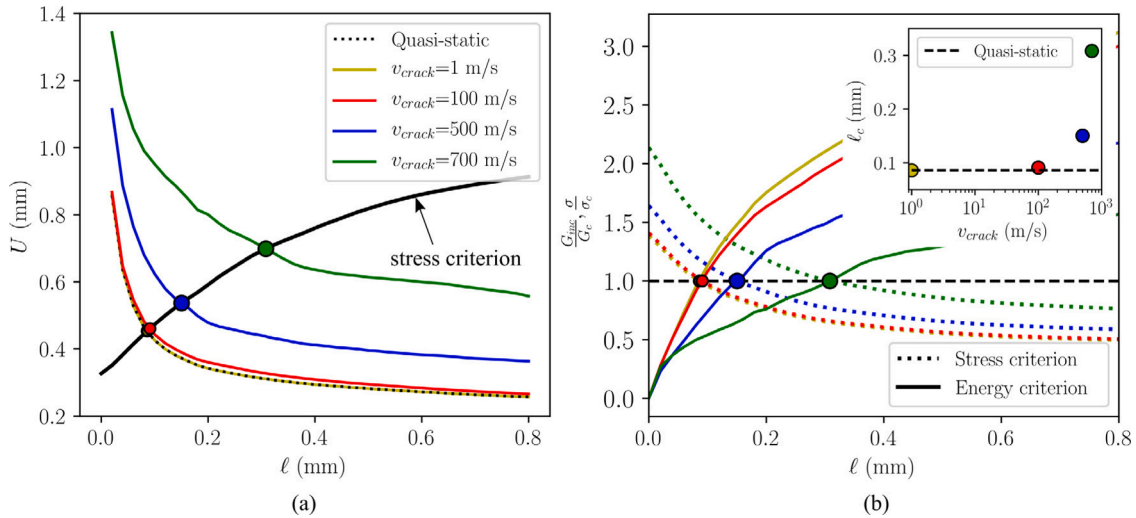 1.4
1.2
1.0
0.8
0.6
0.4
0.2
U (mm)
Quasi-static
v_crack=1 m/s
v_crack=100 m/s
v_crack=500 m/s
v_crack=700 m/s
stress criterion
0.0 0.2 0.4 0.6 0.8
ℓ (mm)
(a)
3.0
2.5
2.0
1.5
1.0
0.5
0.0
G_inc/G_c, σ/σ_c
Quasi-static
0.3
0.2
0.1
ℓ_c (mm)
10^0 10^2 10^3
v_crack (m/s)
Stress criterion
Energy criterion
0.0 0.2 0.4 0.6 0.8
ℓ (mm)
(b)